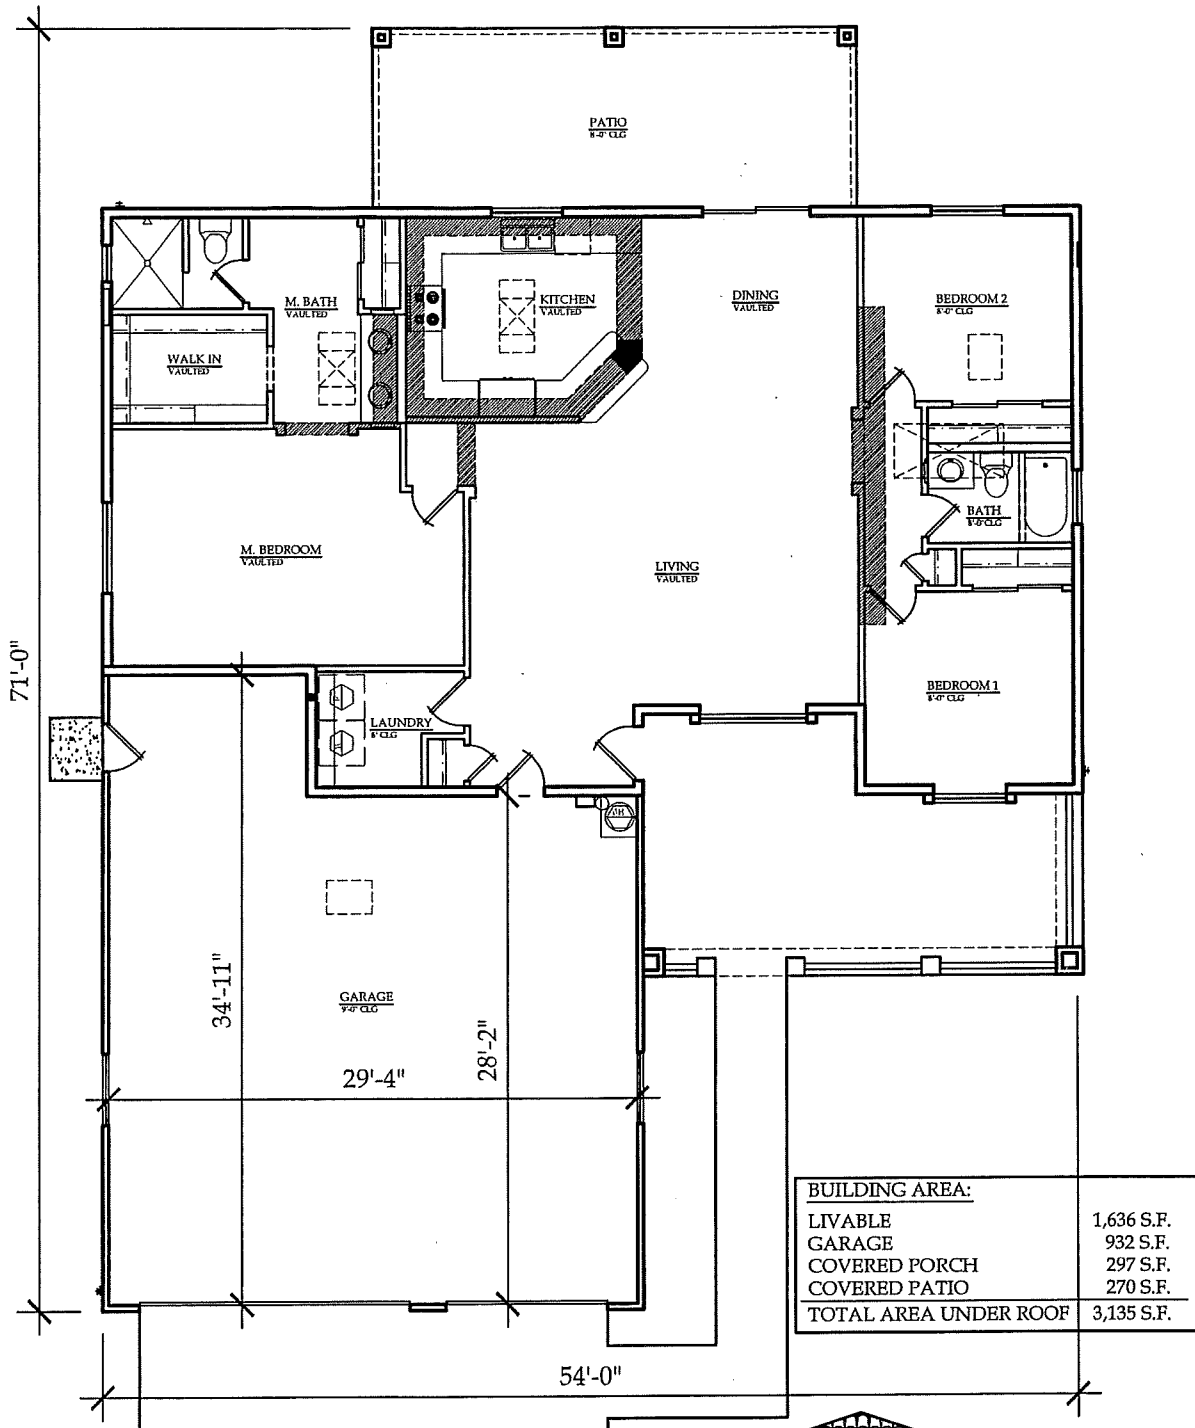 PATIO
8'-0" CLG
M. BATH
VAULTED
KITCHEN
VAULTED
DINING
VAULTED
BEDROOM 2
8'-0" CLG
WALK IN
VAULTED
BATH
8'-0" CLG
M. BEDROOM
VAULTED
LIVING
VAULTED
71'-0"
BEDROOM 1
8'-0" CLG
LAUNDRY
8' CLG
WH
34'-11"
GARAGE
9'-0" CLG
28'-2"
29'-4"
BUILDING AREA:
LIVABLE 1,636 S.F.
GARAGE 932 S.F.
COVERED PORCH 297 S.F.
COVERED PATIO 270 S.F.
TOTAL AREA UNDER ROOF 3,135 S.F.
54'-0"